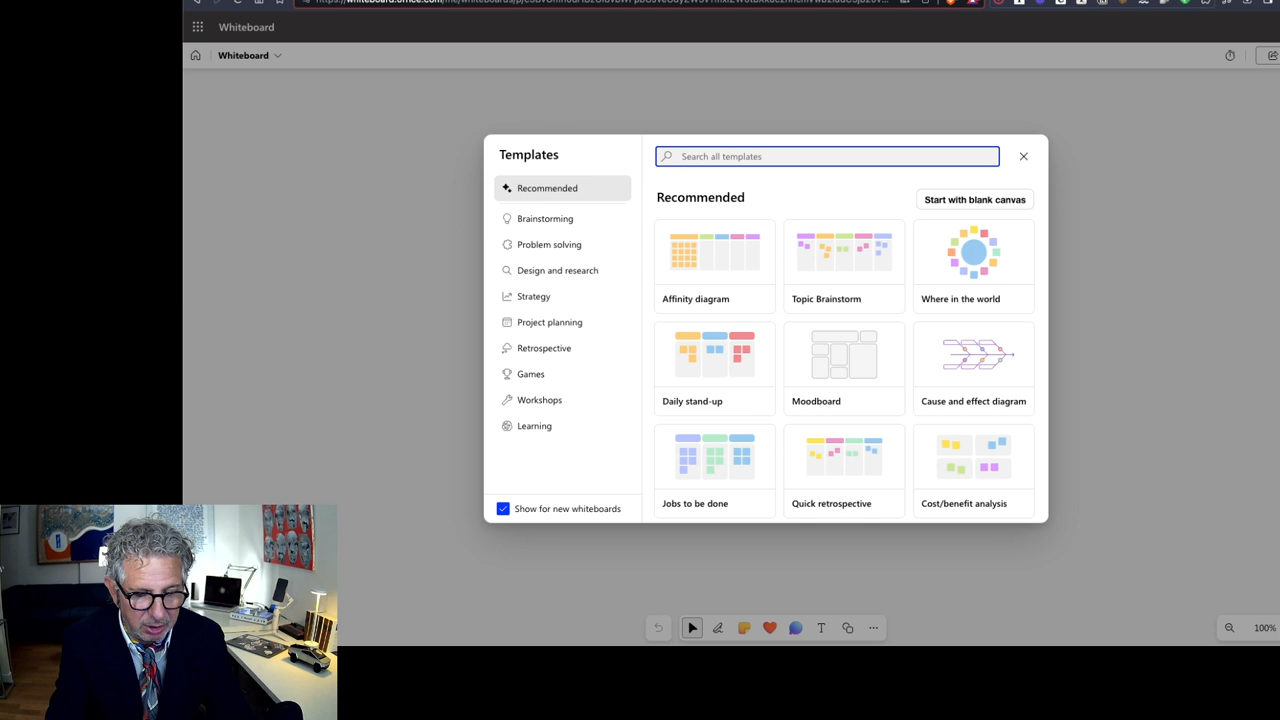 Whiteboard
Whiteboard
Templates
Search all templates
Recommended
Recommended
Start with blank canvas
Brainstorming
Problem solving
Design and research
Strategy
Project planning
Retrospective
Games
Workshops
Learning
Affinity diagram
Topic Brainstorm
Where in the world
Daily stand-up
Moodboard
Cause and effect diagram
Jobs to be done
Quick retrospective
Cost/benefit analysis
Show for new whiteboards
T
100%